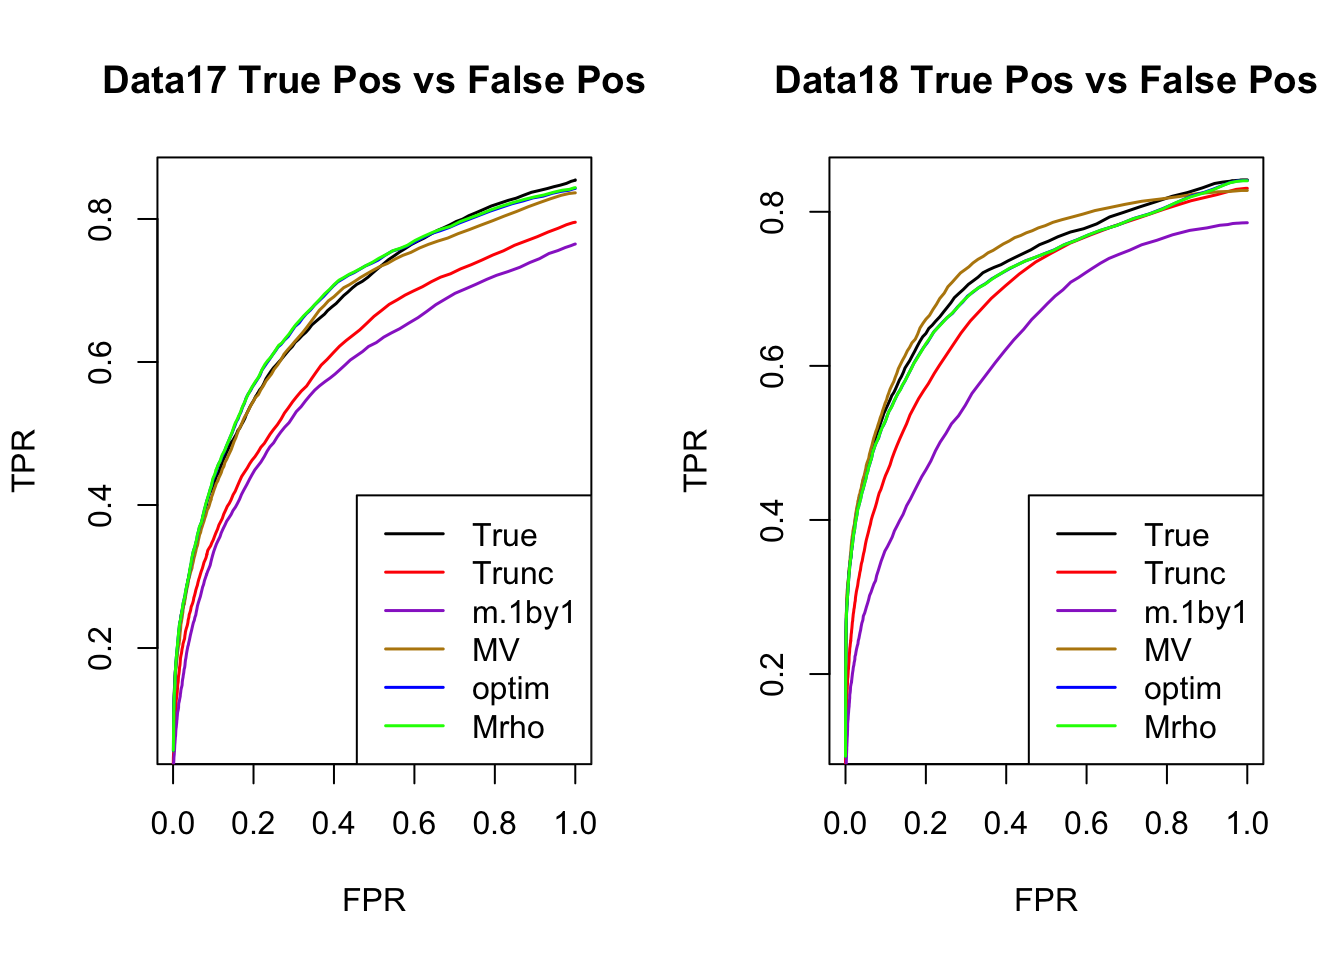 Data17 True Pos vs False Pos
TPR
0.8
0.6
0.4
0.2
True
Trunc
m.1by1
MV
optim
Mrho
0.0 0.2 0.4 0.6 0.8 1.0
FPR
Data18 True Pos vs False Pos
TPR
0.8
0.6
0.4
0.2
True
Trunc
m.1by1
MV
optim
Mrho
0.0 0.2 0.4 0.6 0.8 1.0
FPR